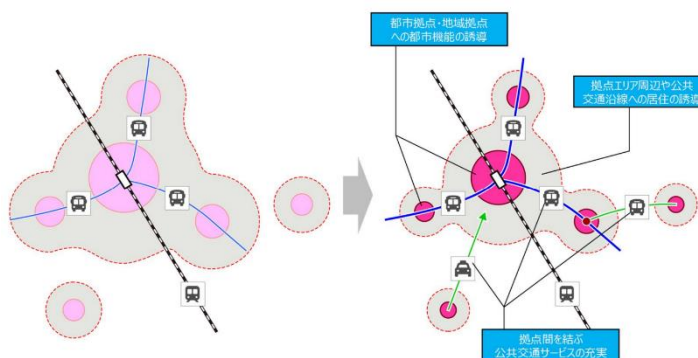 都市拠点・地域拠点
への都市機能の誘導
拠点エリア周辺や公共
交通沿線への居住の誘導
拠点間を結ぶ
公共交通サービスの充実